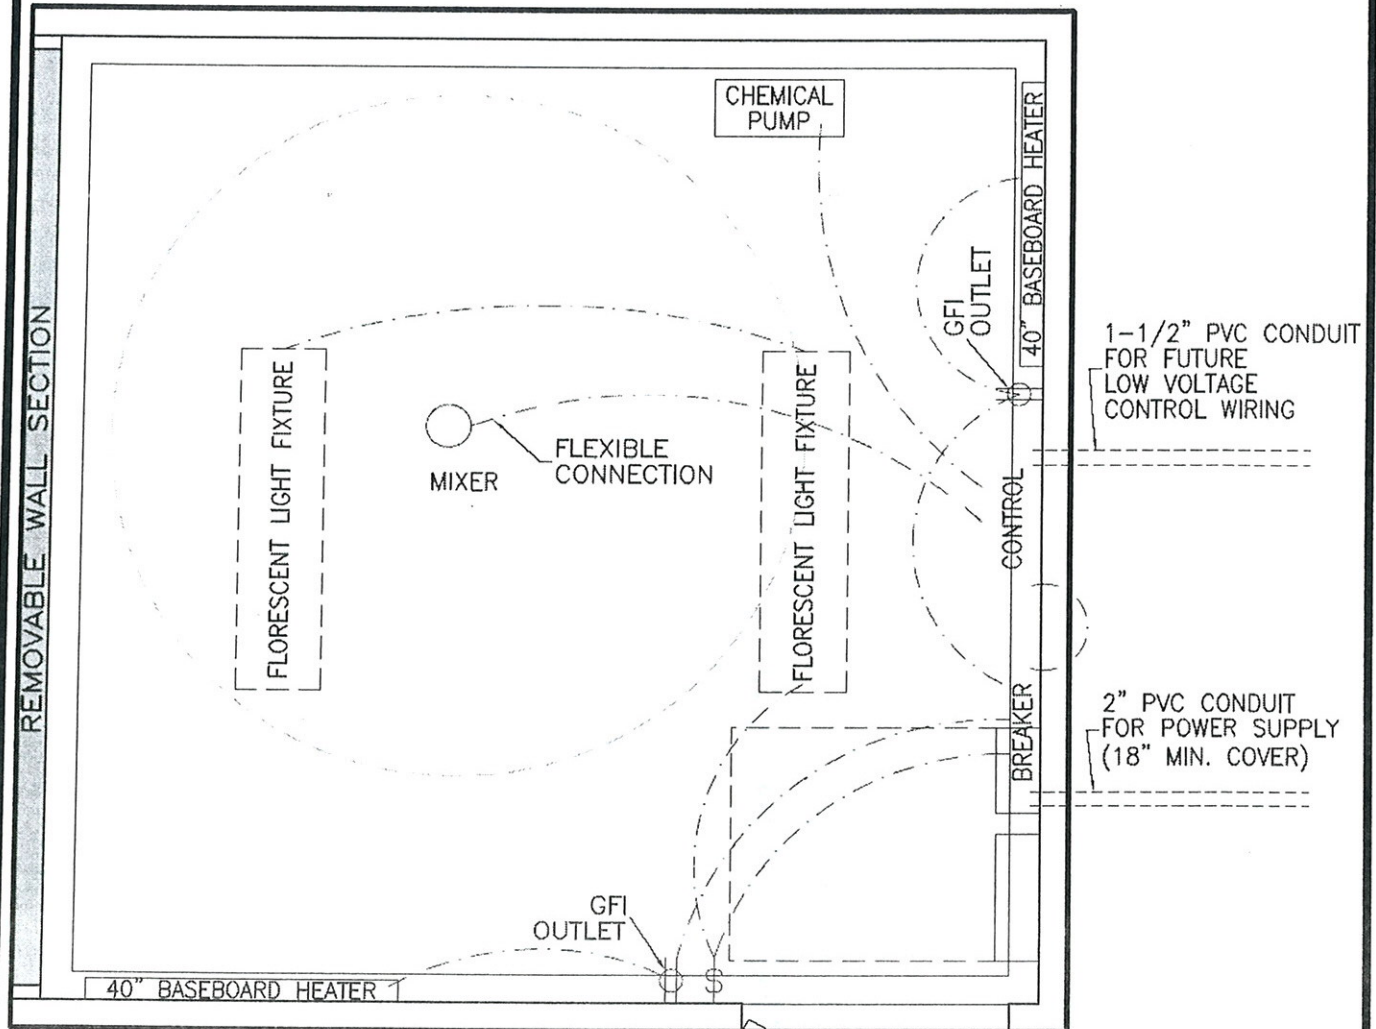 CHEMICAL
PUMP
40” BASEBOARD HEATER
GFI
OUTLET
1-1/2” PVC CONDUIT
FOR FUTURE
LOW VOLTAGE
CONTROL WIRING
REMOVABLE WALL SECTION
FLORESCENT LIGHT FIXTURE
MIXER
FLEXIBLE
CONNECTION
FLORESCENT LIGHT FIXTURE
CONTROL
BREAKER
2” PVC CONDUIT
FOR POWER SUPPLY
(18” MIN. COVER)
GFI
OUTLET
S
40” BASEBOARD HEATER